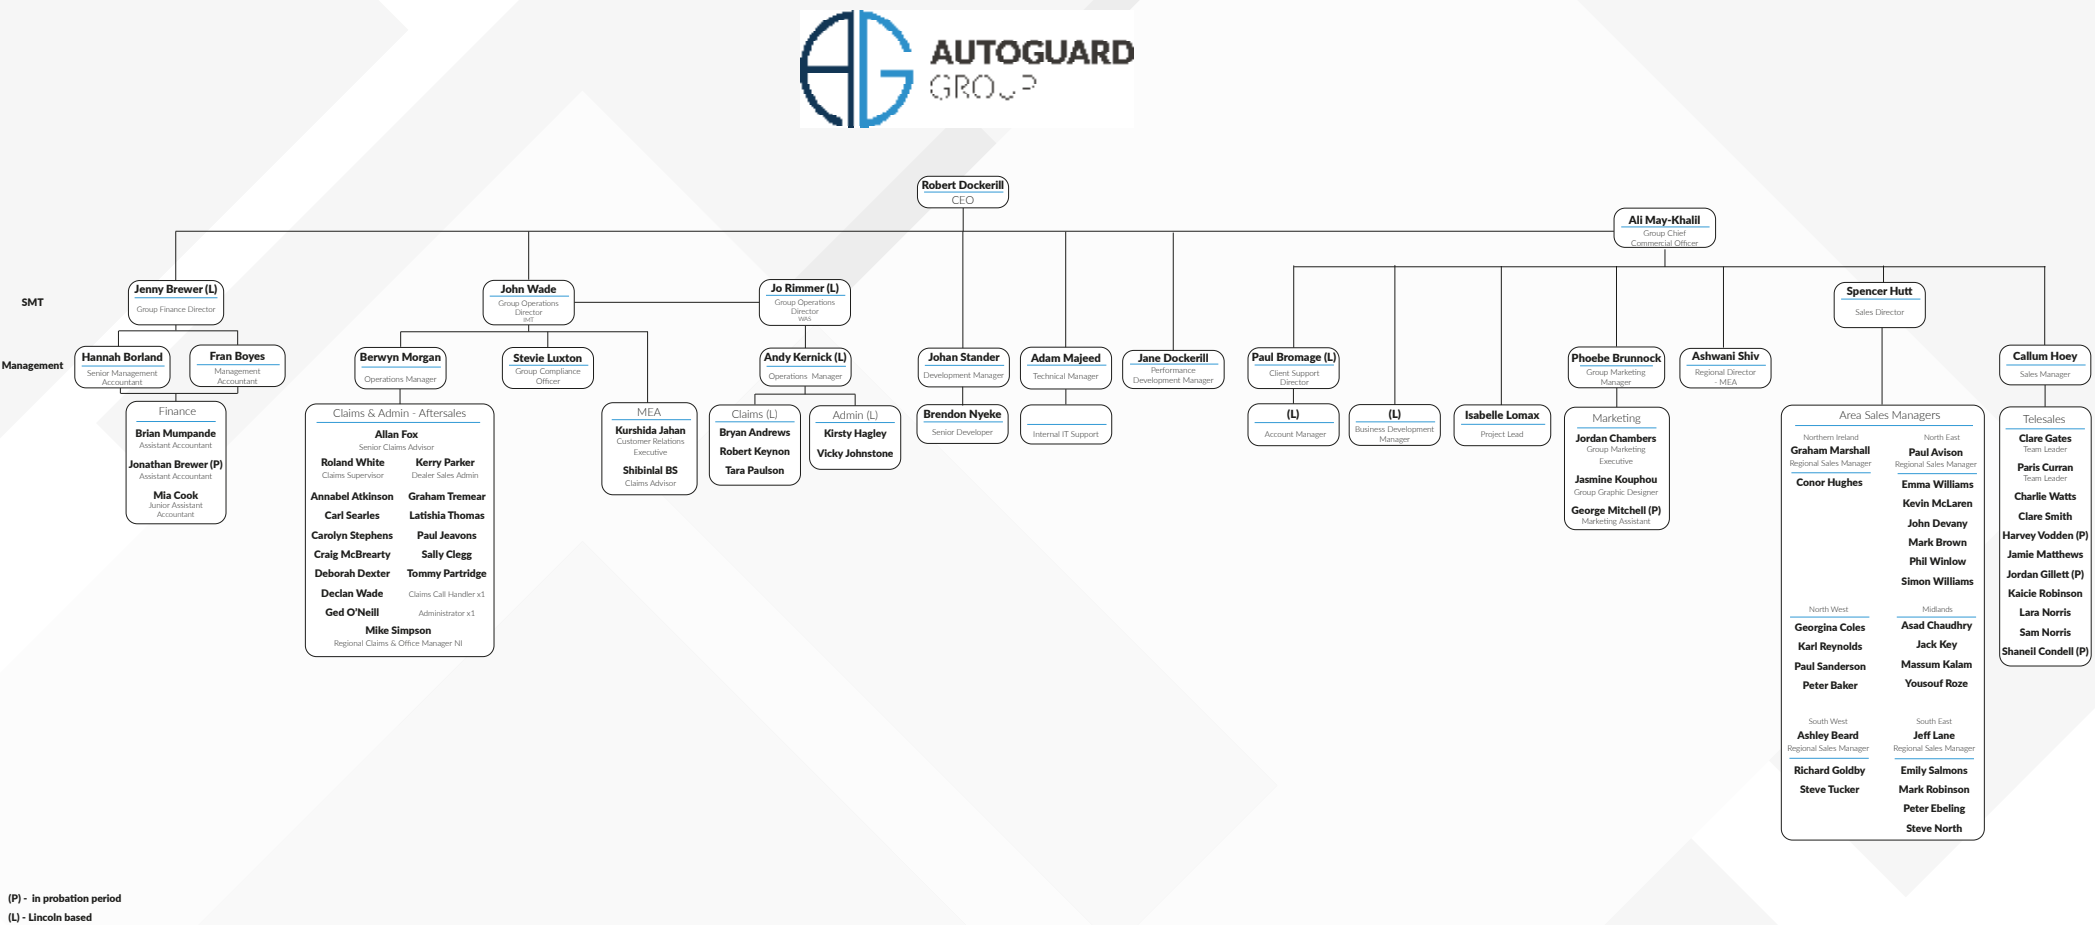 AUTOGUARD
GROUP
Robert Dockerill
CEO
Ali May-Khalil
Group Chief
Commercial Officer
SMT
Jenny Brewer (L)
Group Finance Director
John Wade
Group Operations
Director
Jo Rimmer (L)
Group Operations
Director
WAS
Spencer Hutt
Sales Director
Management
Hannah Borland
Senior Management
Accountant
Fran Boyes
Management
Accountant
Berwyn Morgan
Operations Manager
Stevie Luxton
Group Compliance
Officer
Andy Kernick (L)
Operations Manager
Johan Stander
Development Manager
Adam Majeed
Technical Manager
Jane Dockerill
Performance
Development Manager
Paul Bromage (L)
Client Support
Director
Phoebe Brunnock
Group Marketing
Manager
Ashwani Shiv
Regional Director
- MEA
Callum Hoey
Sales Manager
Finance
Brian Mumpande
Assistant Accountant
Jonathan Brewer (P)
Assistant Accountant
Mia Cook
Junior Assistant
Accountant
Claims & Admin - Aftersales
Allan Fox
Senior Claims Advisor
Roland White
Claims Supervisor
Kerry Parker
Dealer Sales Admin
Annabel Atkinson
Graham Tremear
Carl Searles
Latishia Thomas
Carolyn Stephens
Paul Jeavons
Craig McBrearty
Sally Clegg
Deborah Dexter
Tommy Partridge
Declan Wade
Claims Call Handler x1
Ged O'Neill
Administrator x1
Mike Simpson
Regional Claims & Office Manager NI
MEA
Kurshida Jahan
Customer Relations
Executive
Shibinlal BS
Claims Advisor
Claims (L)
Bryan Andrews
Robert Keynon
Tara Paulson
Admin (L)
Kirsty Hagley
Vicky Johnstone
Brendon Nyeke
Senior Developer
Internal IT Support
(L)
Account Manager
(L)
Business Development
Manager
Isabelle Lomax
Project Lead
Marketing
Jordan Chambers
Group Marketing
Executive
Jasmine Kouphou
Group Graphic Designer
George Mitchell (P)
Marketing Assistant
Area Sales Managers
Northern Ireland
Graham Marshall
Regional Sales Manager
Conor Hughes
North East
Paul Avison
Regional Sales Manager
Emma Williams
Kevin McLaren
John Devany
Mark Brown
Phil Winlow
Simon Williams
North West
Georgina Coles
Karl Reynolds
Paul Sanderson
Peter Baker
Midlands
Asad Chaudhry
Jack Key
Massum Kalam
Yousouf Roze
South West
Ashley Beard
Regional Sales Manager
Richard Goldby
Steve Tucker
South East
Jeff Lane
Regional Sales Manager
Emily Salmons
Mark Robinson
Peter Ebeling
Steve North
Telesales
Clare Gates
Team Leader
Paris Curran
Team Leader
Charlie Watts
Clare Smith
Harvey Vodden (P)
Jamie Matthews
Jordan Gillett (P)
Kaicie Robinson
Lara Norris
Sam Norris
Shaneil Condell (P)
(P) - in probation period
(L) - Lincoln based